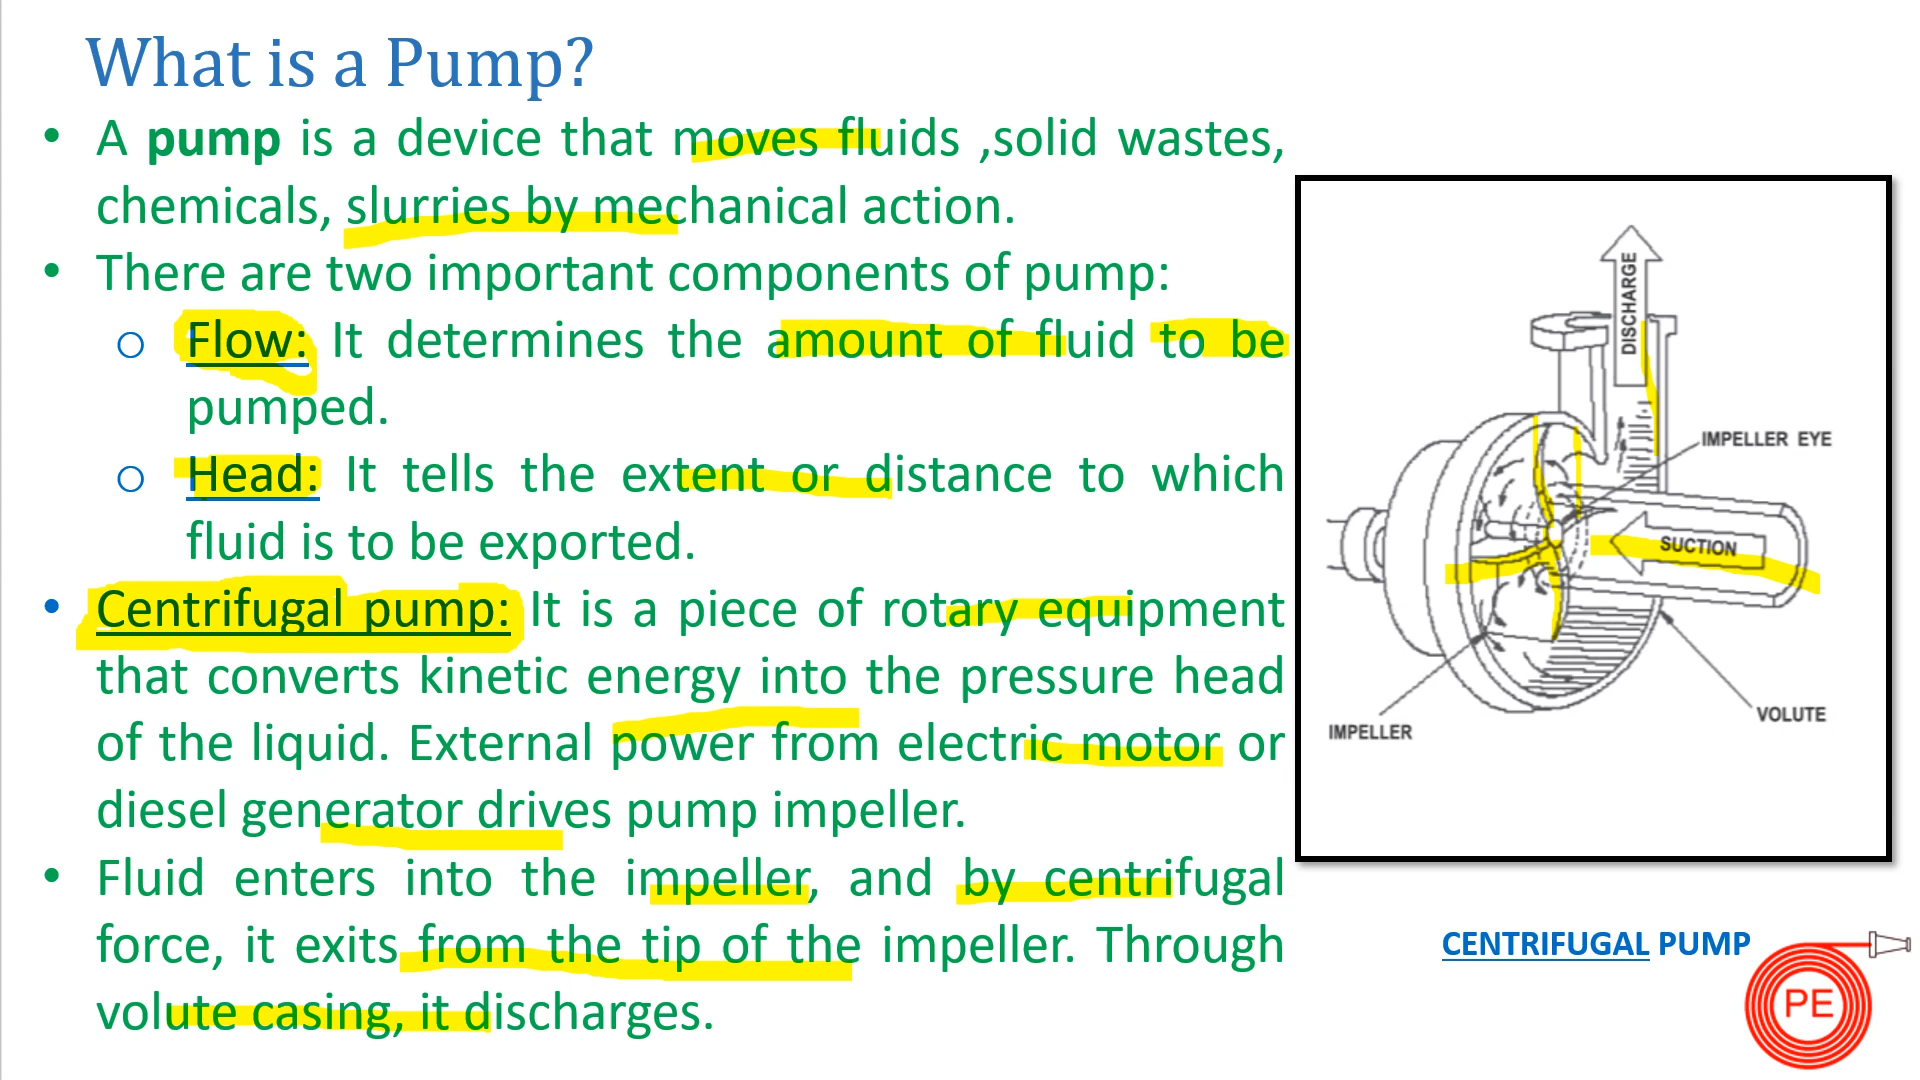 What is a Pump?
• A pump is a device that moves fluids ,solid wastes,
chemicals, slurries by mechanical action.
• There are two important components of pump:
o Flow: It determines the amount of fluid to be
pumped.
o Head: It tells the extent or distance to which
fluid is to be exported.
• Centrifugal pump: It is a piece of rotary equipment
that converts kinetic energy into the pressure head
of the liquid. External power from electric motor or
diesel generator drives pump impeller.
• Fluid enters into the impeller, and by centrifugal
force, it exits from the tip of the impeller. Through
volute casing, it discharges.
DISCHARGE
IMPELLER EYE
SUCTION
VOLUTE
IMPELLER
CENTRIFUGAL PUMP
PE